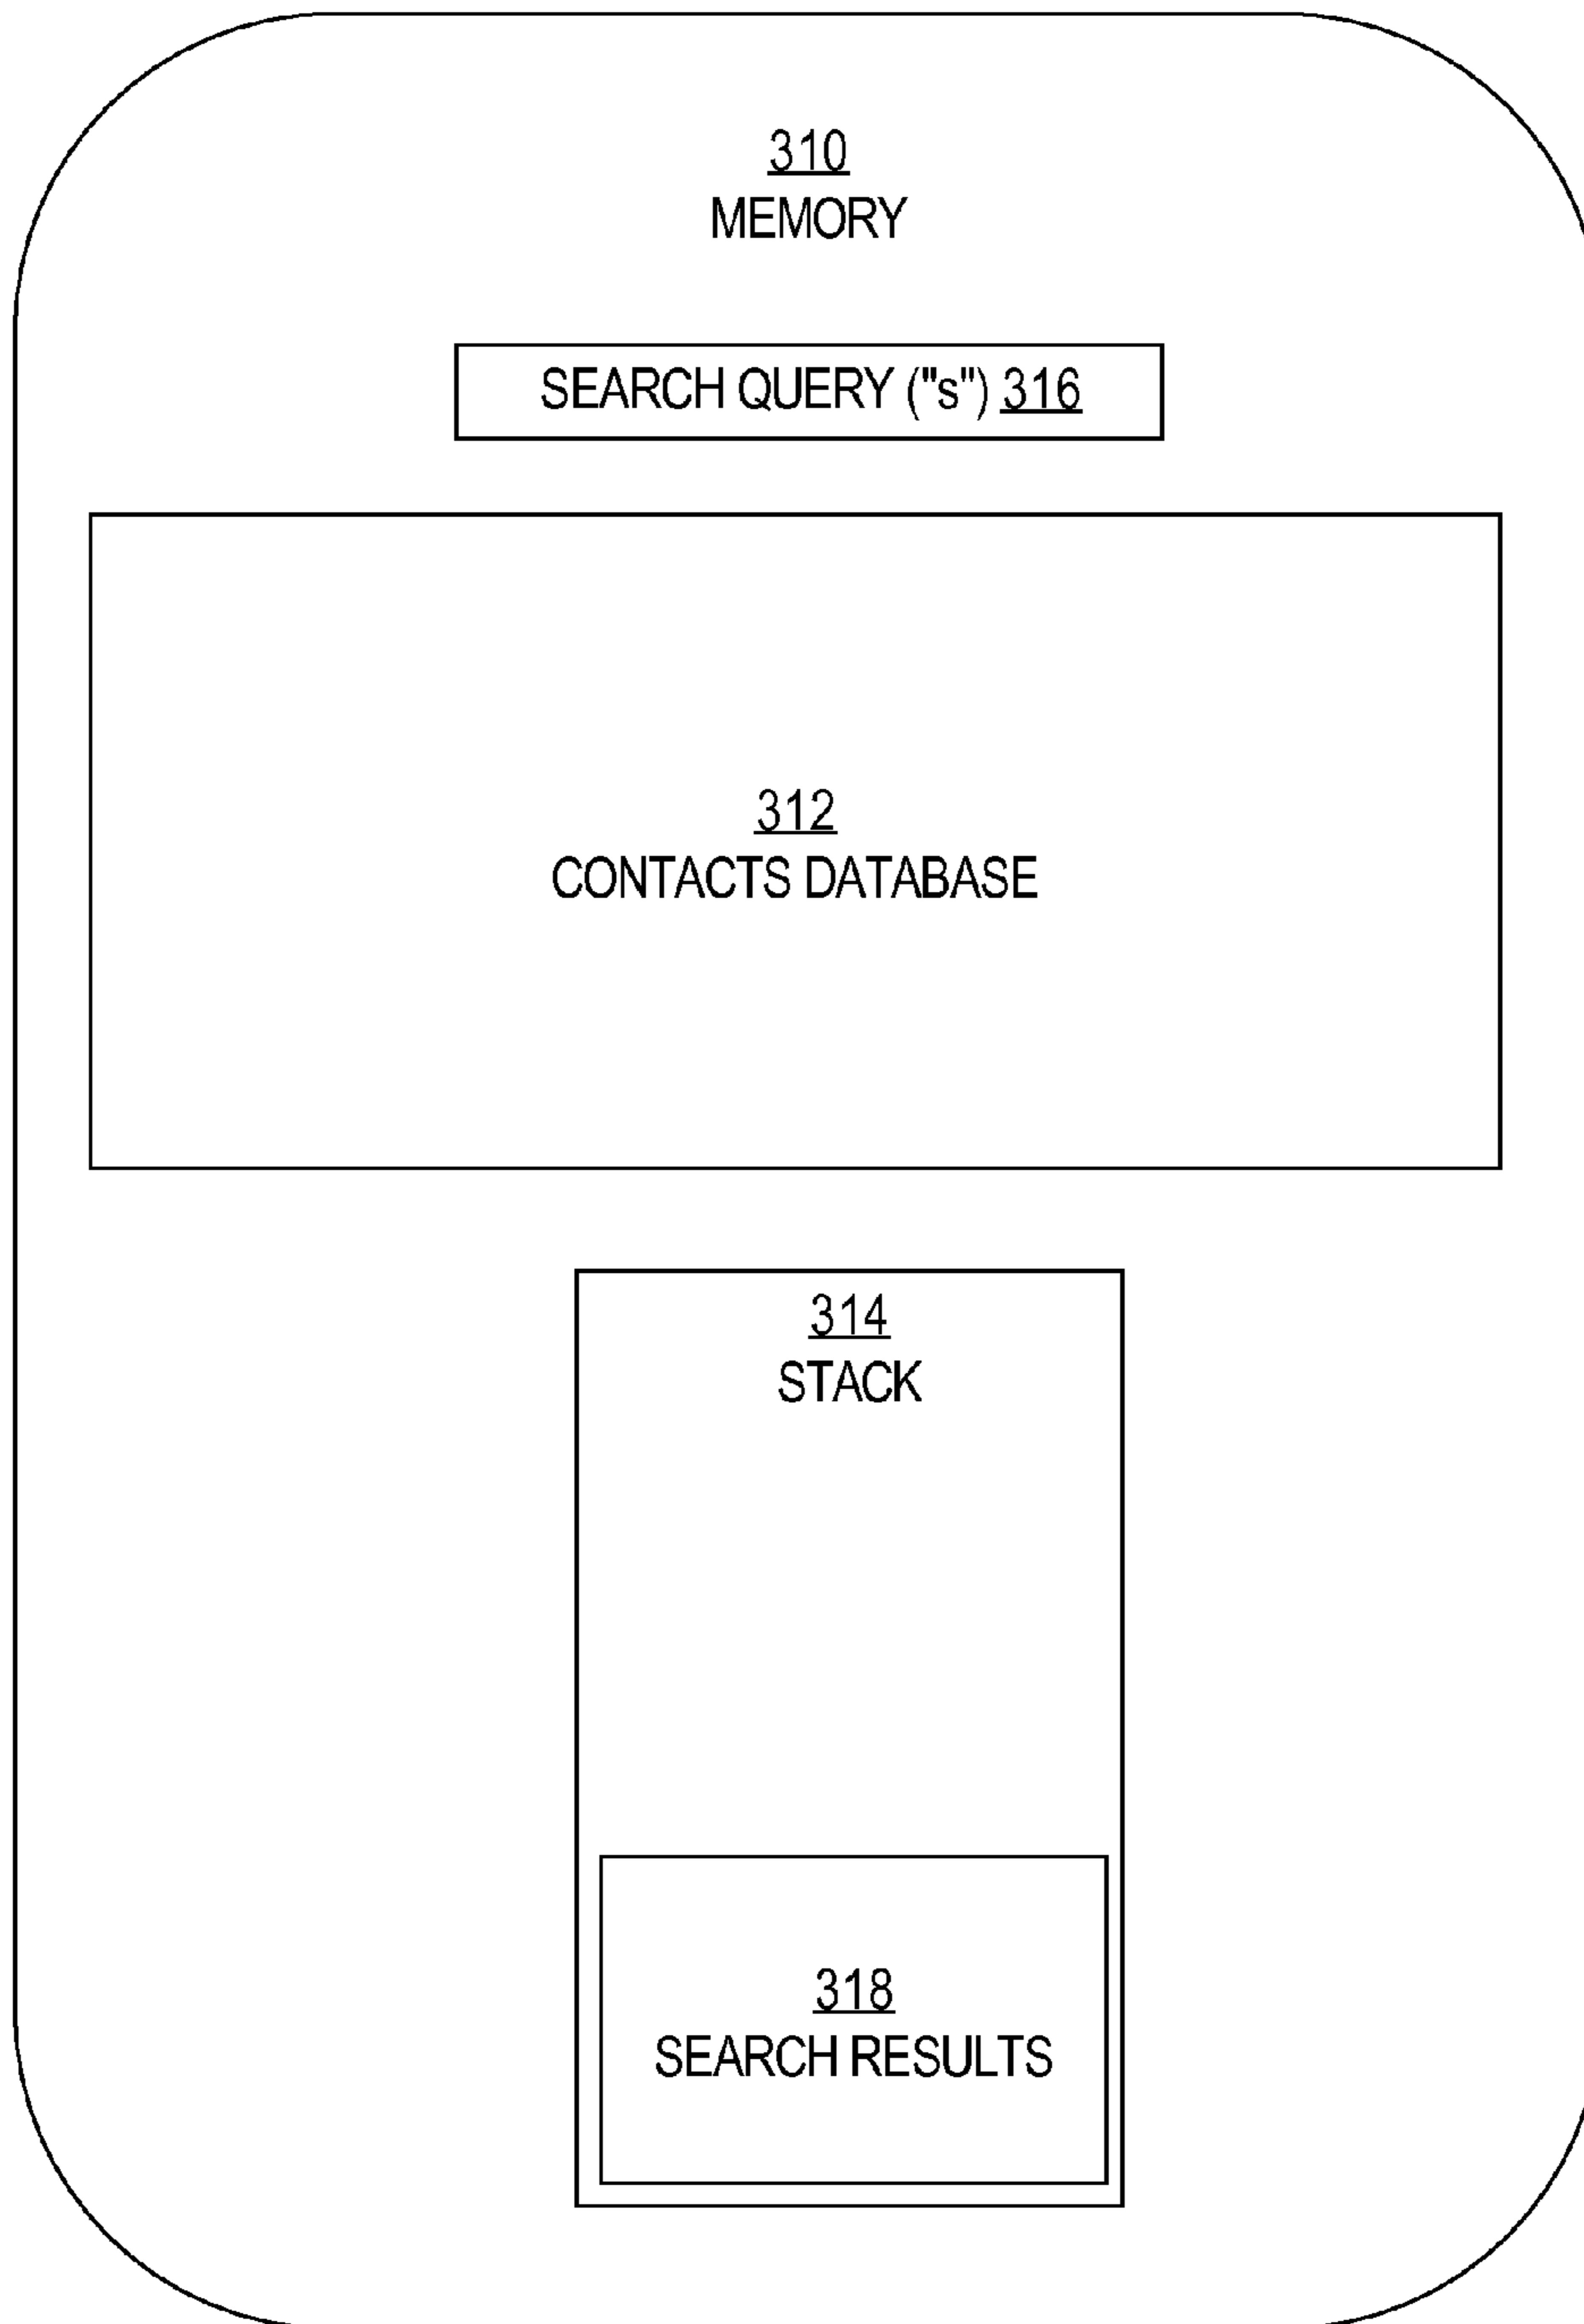 310
MEMORY
SEARCH QUERY ("s") 316
312
CONTACTS DATABASE
314
STACK
318
SEARCH RESULTS